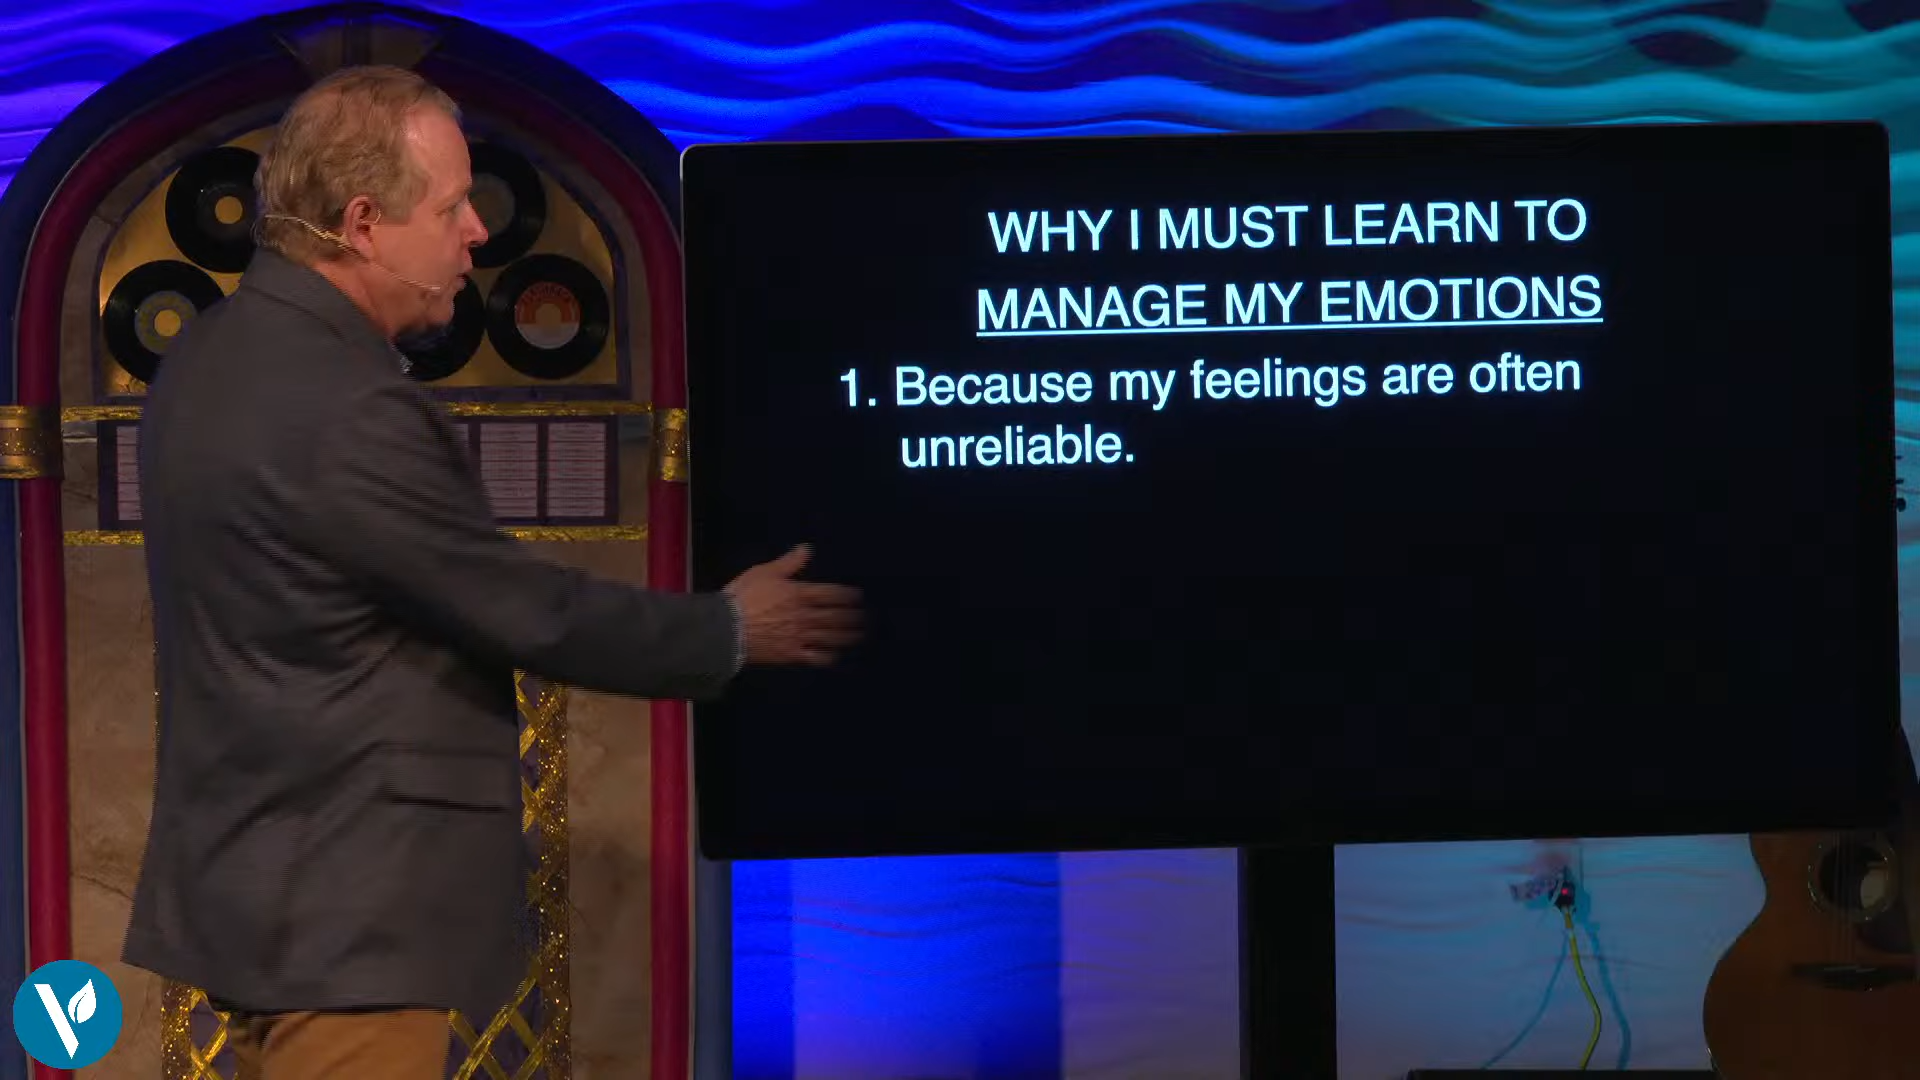 WHY I MUST LEARN TO
MANAGE MY EMOTIONS
1. Because my feelings are often
unreliable.